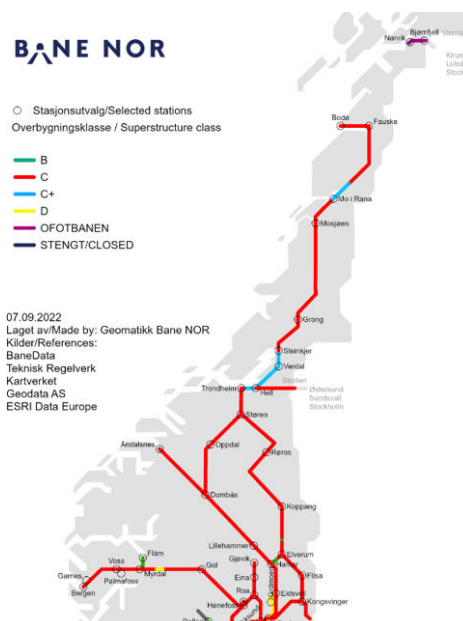 BANE NOR
Stasjonsutvalg/Selected stations
Overbygningsklasse / Superstructure class
B
C
C+
D
OFOTBANEN
STENGT/CLOSED
07.09.2022
Laget av/Made by: Geomatikk Bane NOR
Kilder/References:
BaneData
Teknisk Regelverk
Kartverket
Geodata AS
ESRI Data Europe
Bjørnfjell
Narvik
Bodø
Fauske
Mo i Rana
Mosjøen
Grong
Steinkjer
Verdal
Storlien
Trondheim
Hell
Östersund
Sundsvall
Stockholm
Støren
Åndalsnes
Oppdal
Røros
Dombås
Koppang
Lillehammer
Elverum
Gjøvik
Hamar
Flåm
Voss
Myrdal
Gol
Palmafoss
Garnes
Bergen
Eina
Flisa
Roa
Eidsvoll
Hønefoss
Kongsvinger